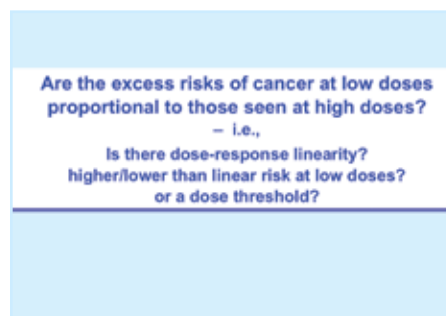 Are the excess risks of cancer at low doses
proportional to those seen at high doses?
– i.e.,
Is there dose-response linearity?
higher/lower than linear risk at low doses?
or a dose threshold?